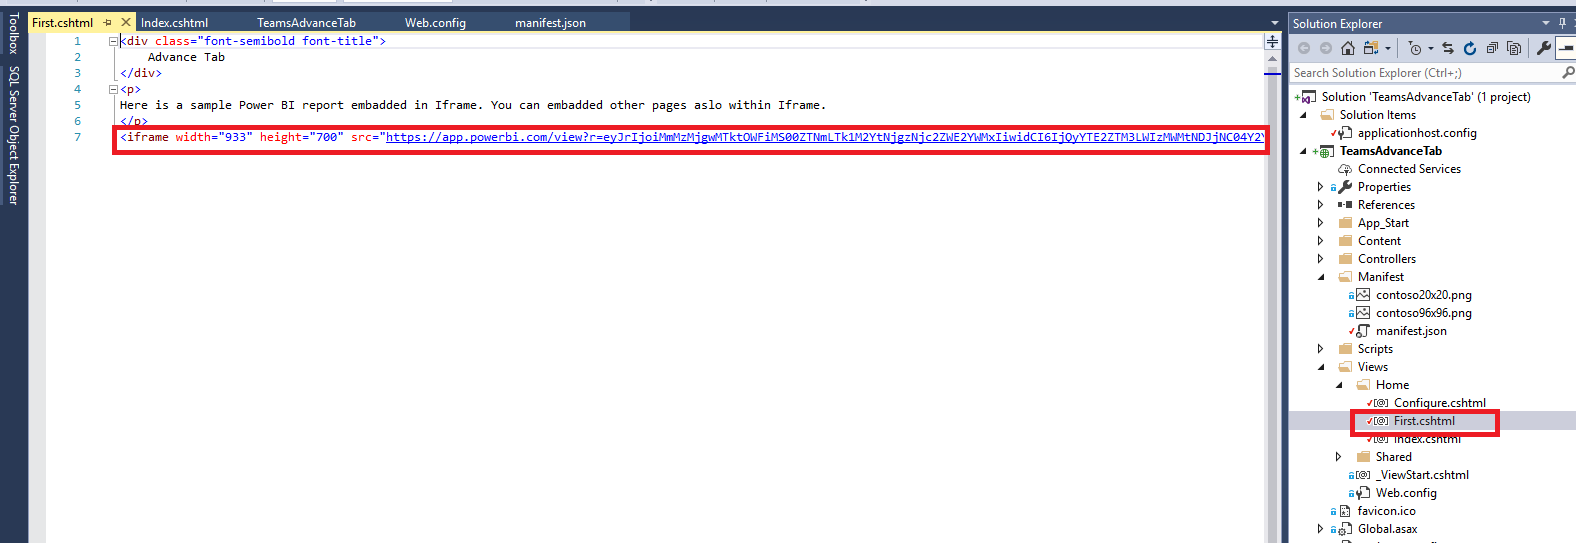 First.cshtml
Index.cshtml
TeamsAdvanceTab
Web.config
manifest.json
Toolbox
SQL Server Object Explorer
1 <div class="font-semibold font-title">
2 Advance Tab
3 </div>
4 <p>
5 Here is a sample Power BI report embadded in Iframe. You can embadded other pages aslo within Iframe.
6 </p>
7 <iframe width="933" height="700" src="https://app.powerbi.com/view?r=eyJrIjoiMmMzMjgwMTktOWFiMS00ZTNmLTk1M2YtNjgzNjc2ZWE2YWMxIiwidCI6IjQyYTE2ZTM3LWIzMWMtNDJjNC04Y2Y
Solution Explorer
Search Solution Explorer (Ctrl+;)
Solution 'TeamsAdvanceTab' (1 project)
Solution Items
applicationhost.config
TeamsAdvanceTab
Connected Services
Properties
References
App_Start
Content
Controllers
Manifest
contoso20x20.png
contoso96x96.png
manifest.json
Scripts
Views
Home
Configure.cshtml
First.cshtml
Index.cshtml
Shared
_ViewStart.cshtml
Web.config
favicon.ico
Global.asax